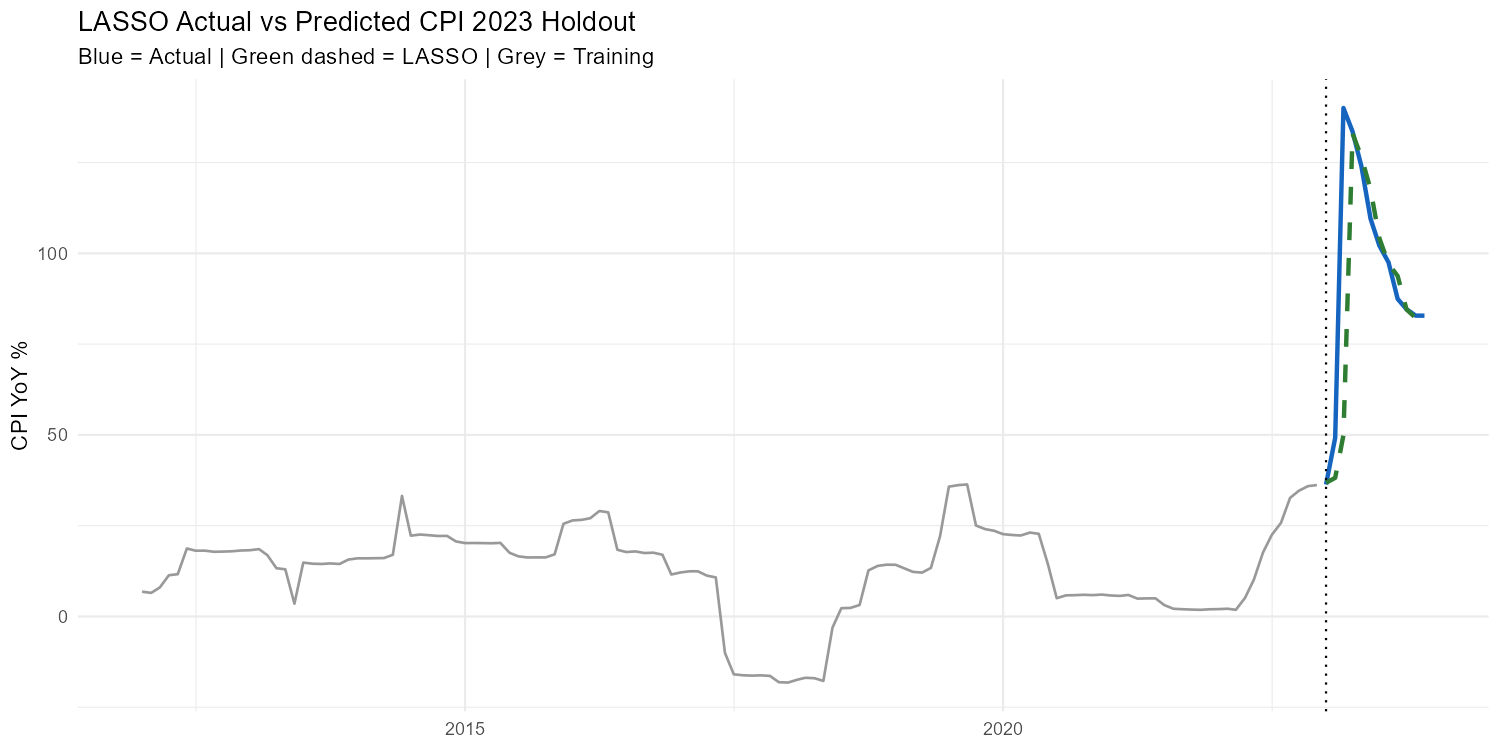 LASSO Actual vs Predicted CPI 2023 Holdout
Blue = Actual | Green dashed = LASSO | Grey = Training
CPI YoY %
100
50
0
2015
2020